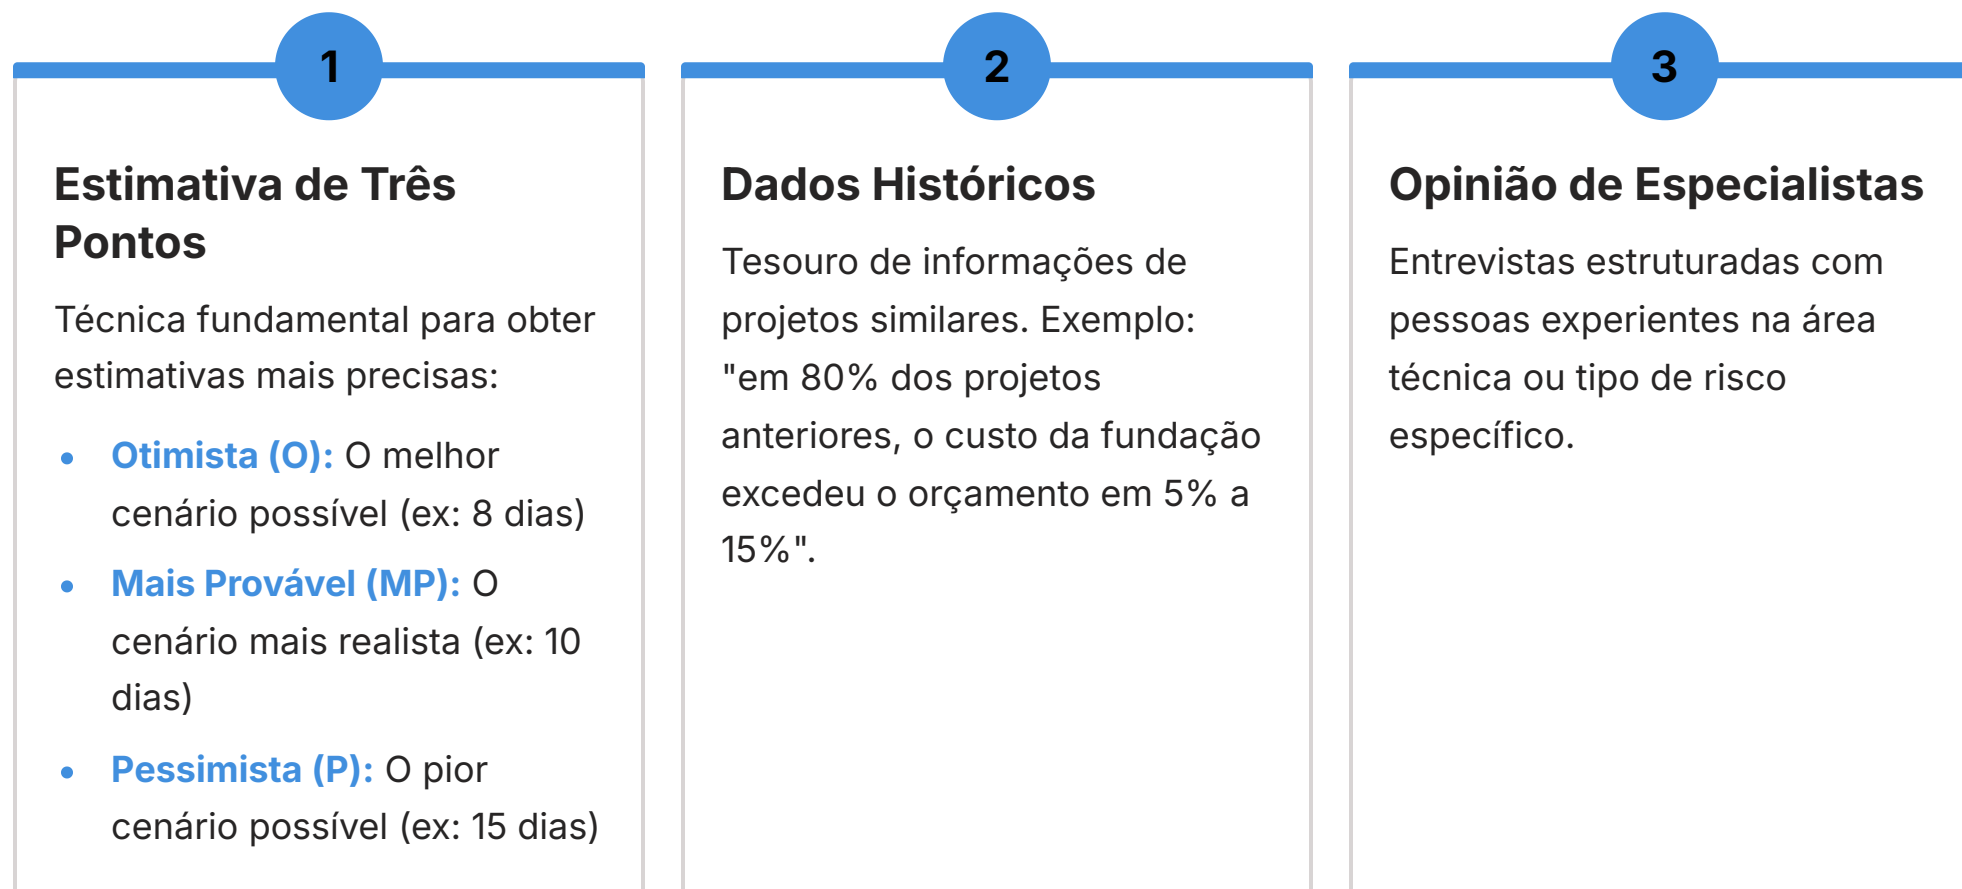 1
Estimativa de Três
Pontos
Técnica fundamental para obter
estimativas mais precisas:
• Otimista (O): O melhor
cenário possível (ex: 8 dias)
• Mais Provável (MP): O
cenário mais realista (ex: 10
dias)
• Pessimista (P): O pior
cenário possível (ex: 15 dias)
2
Dados Históricos
Tesouro de informações de
projetos similares. Exemplo:
"em 80% dos projetos
anteriores, o custo da fundação
excedeu o orçamento em 5% a
15%".
3
Opinião de Especialistas
Entrevistas estruturadas com
pessoas experientes na área
técnica ou tipo de risco
específico.